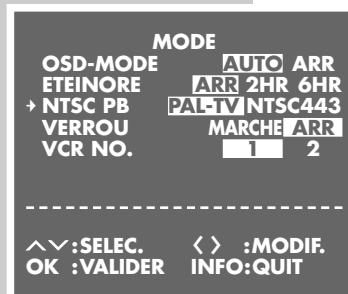 MODE
OSD-MODE AUTO ARR
ETEINORE ARR 2HR 6HR
NTSC PB PAL-TV NTSC443
VERROU MARCHE ARR
VCR NO. 1 2
:SELEC. :MODIF.
OK :VALIDER INFO:QUIT